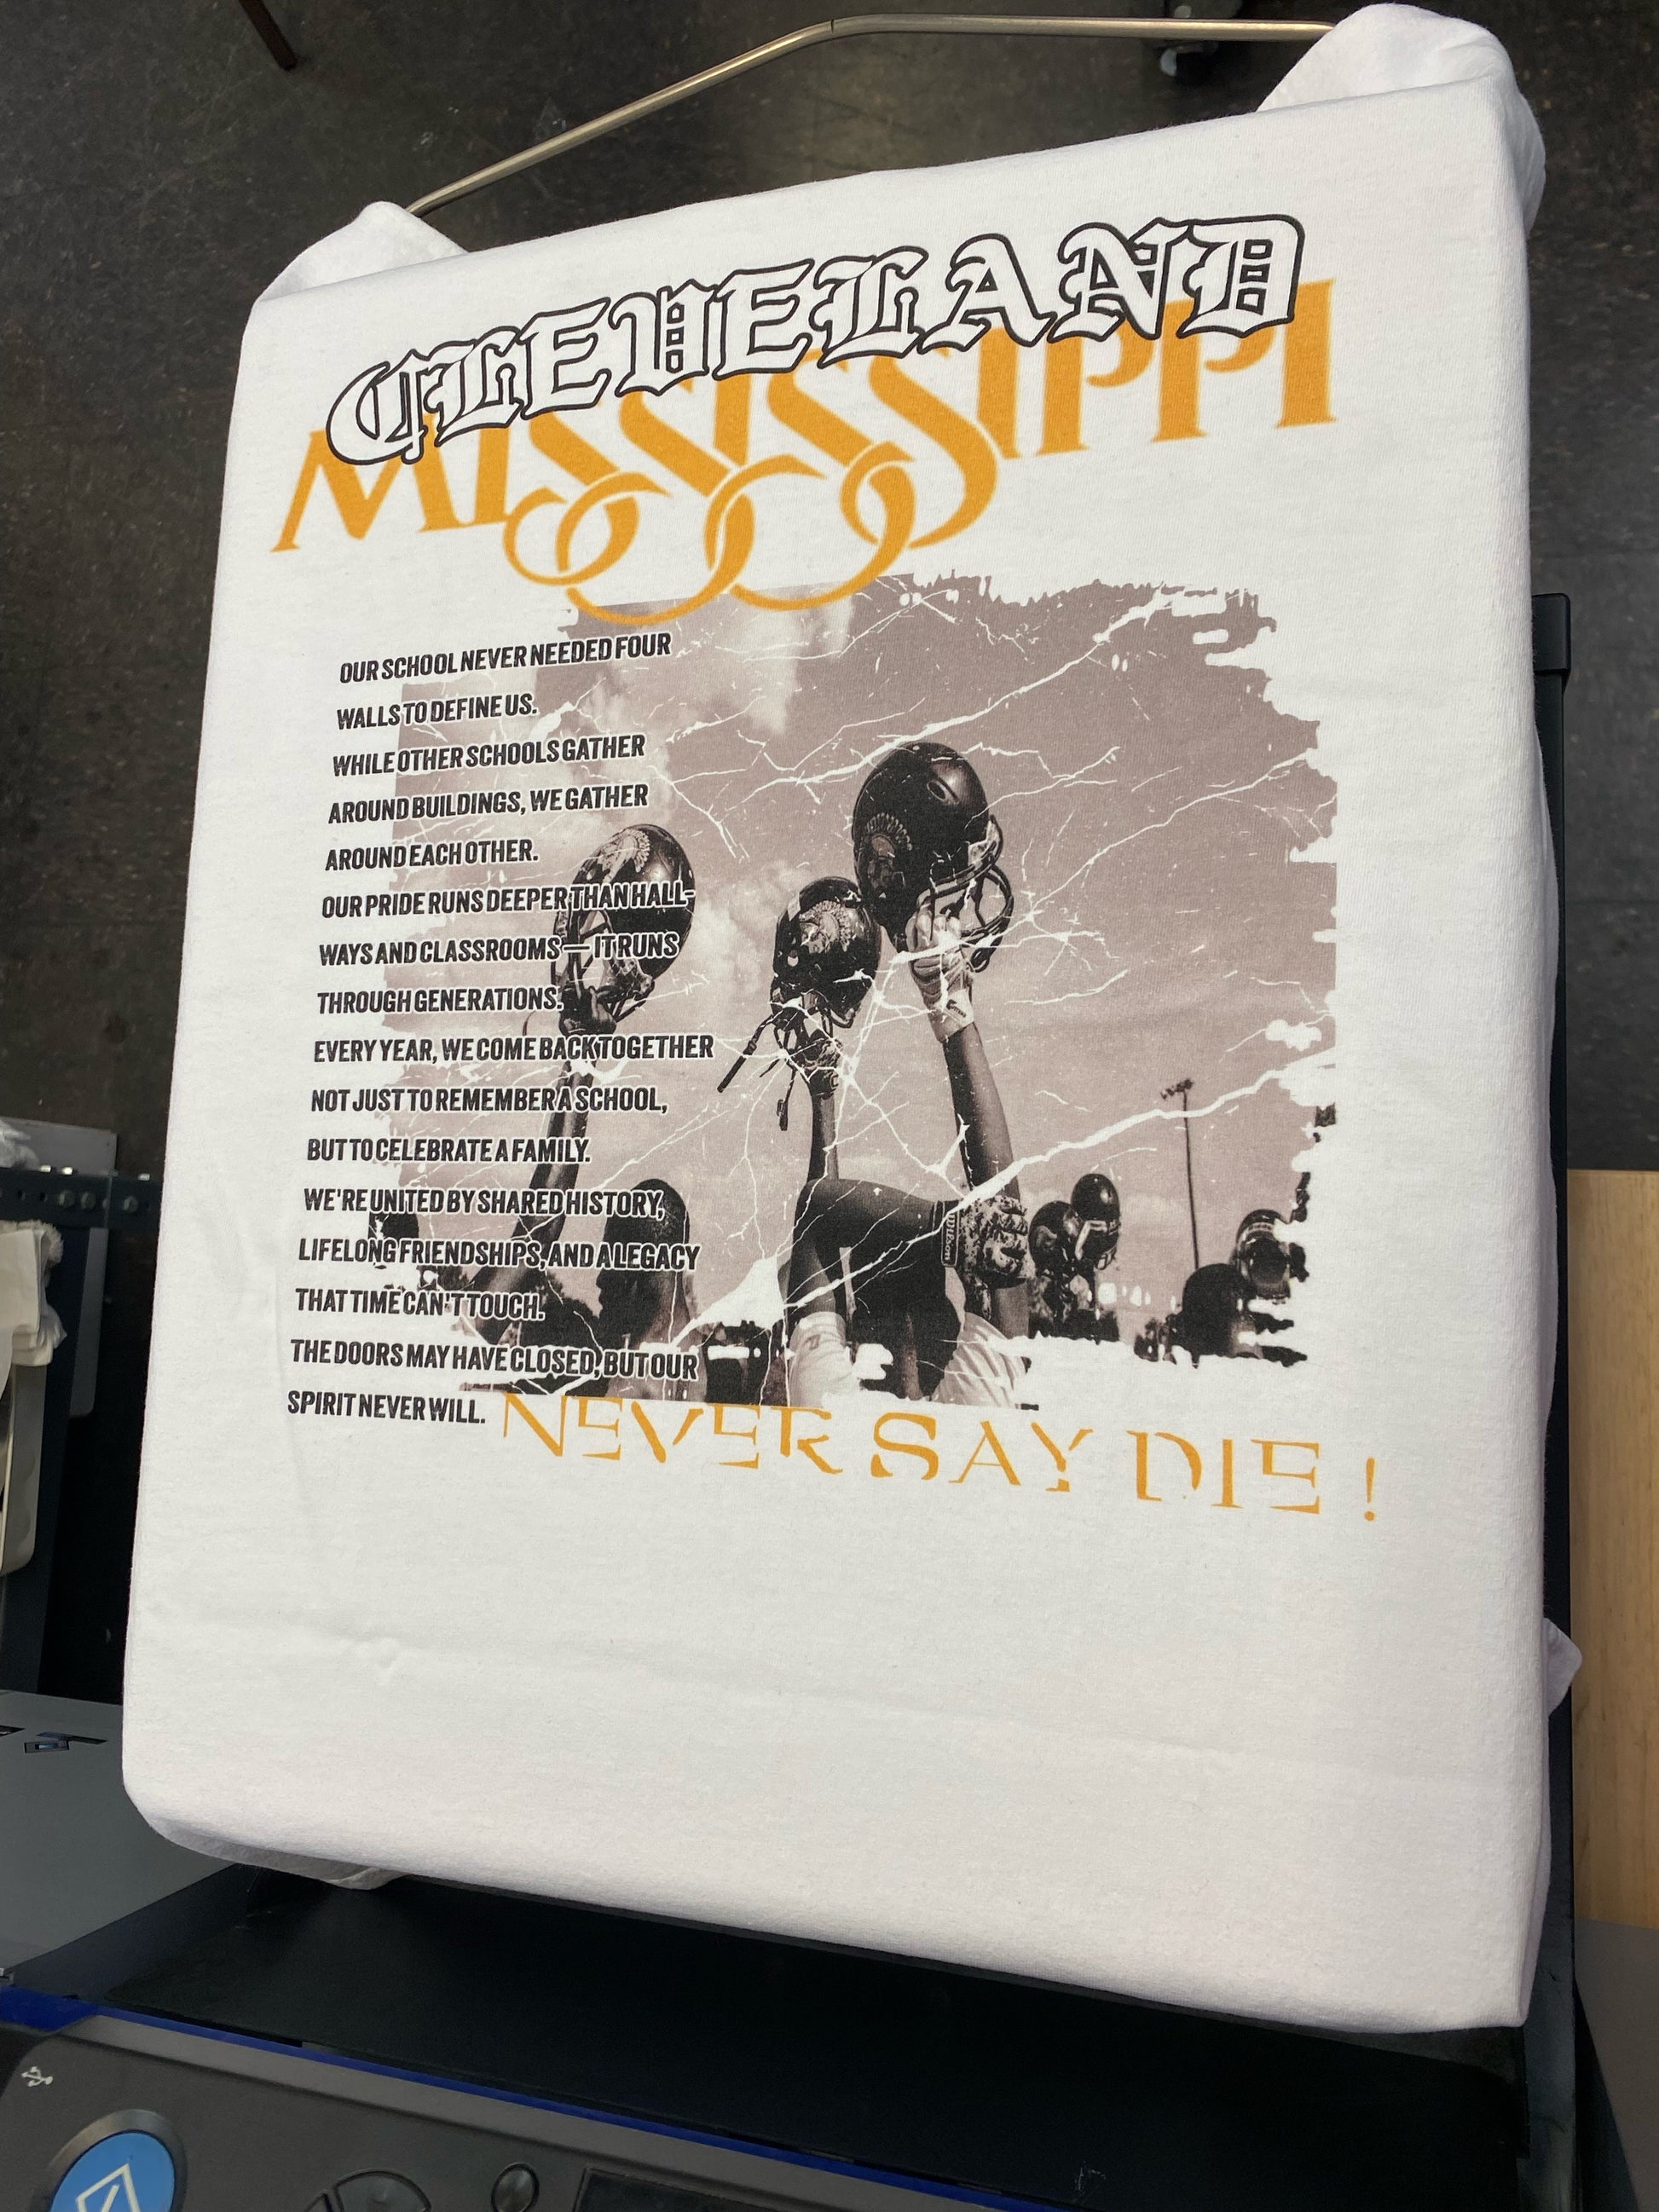 CLEVELAND
MISSISSIPPI
OUR SCHOOL NEVER NEEDED FOUR
WALLS TO DEFINE US.
WHILE OTHER SCHOOLS GATHER
AROUND BUILDINGS, WE GATHER
AROUND EACH OTHER.
OUR PRIDE RUNS DEEPER THAN HALL-
WAYS AND CLASSROOMS — IT RUNS
THROUGH GENERATIONS.
EVERY YEAR, WE COME BACK TOGETHER
NOT JUST TO REMEMBER A SCHOOL,
BUT TO CELEBRATE A FAMILY.
WE'RE UNITED BY SHARED HISTORY,
LIFELONG FRIENDSHIPS, AND A LEGACY
THAT TIME CAN'T TOUCH.
THE DOORS MAY HAVE CLOSED, BUT OUR
SPIRIT NEVER WILL.
NEVER SAY DIE !
Wilson